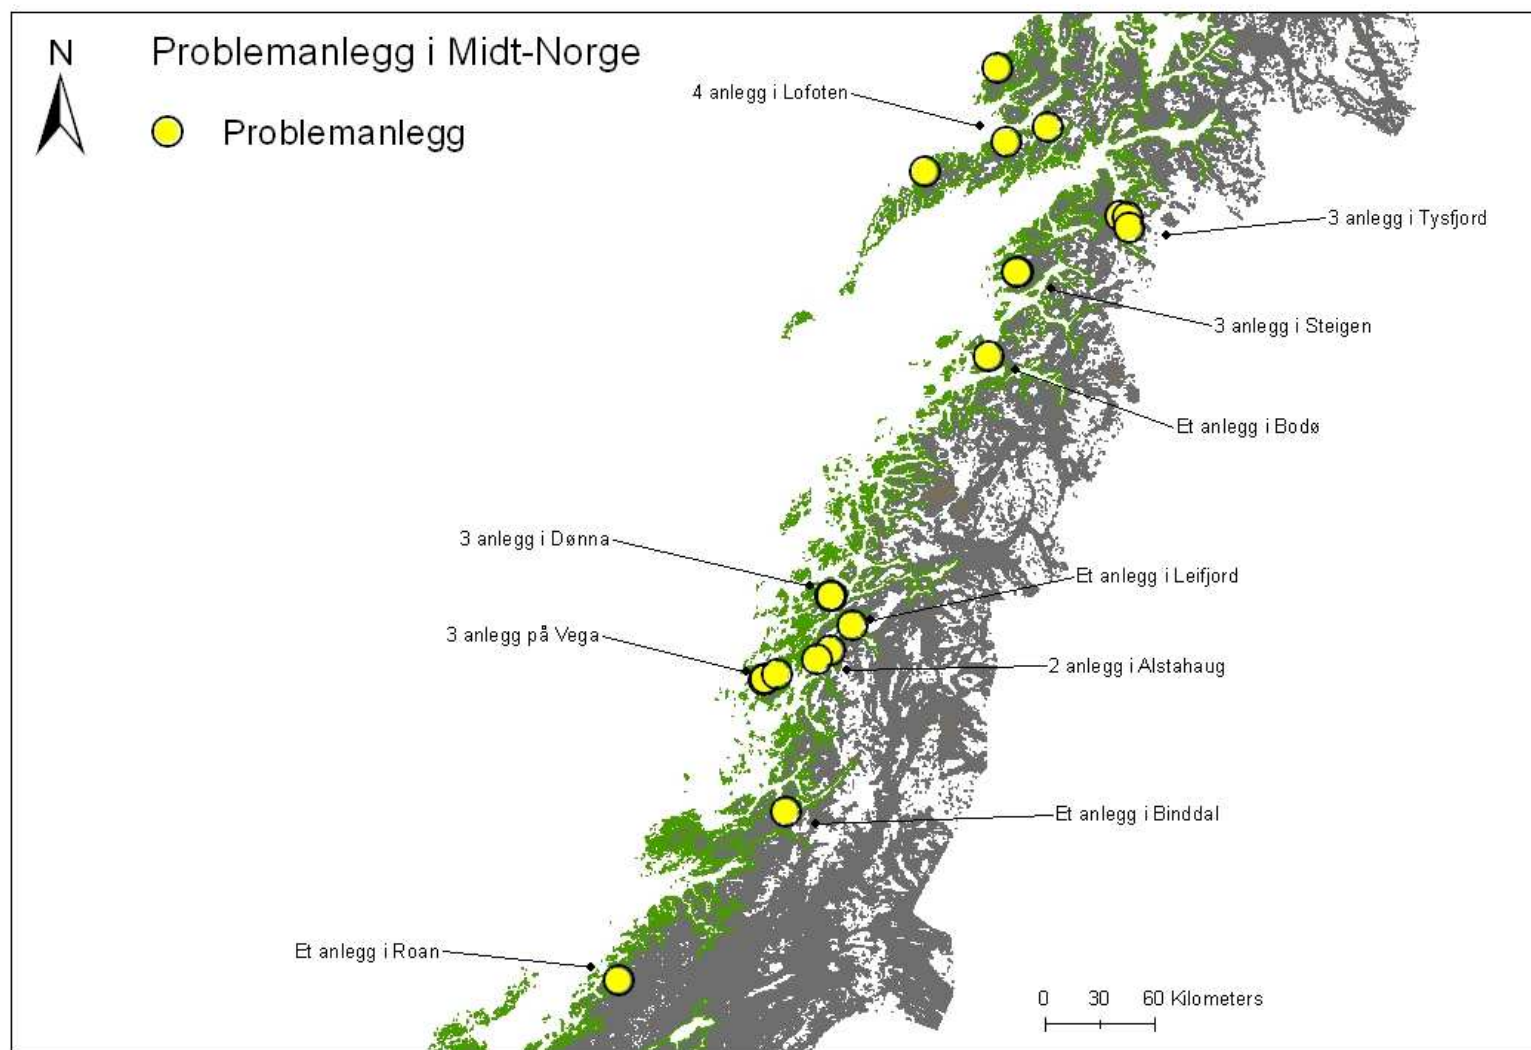 N
Problemanlegg i Midt-Norge
Problemanlegg
4 anlegg i Lofoten
3 anlegg i Tysfjord
3 anlegg i Steigen
Et anlegg i Bodø
3 anlegg i Dønna
Et anlegg i Leifjord
3 anlegg på Vega
2 anlegg i Alstahaug
Et anlegg i Binddal
Et anlegg i Roan
0 30 60 Kilometers